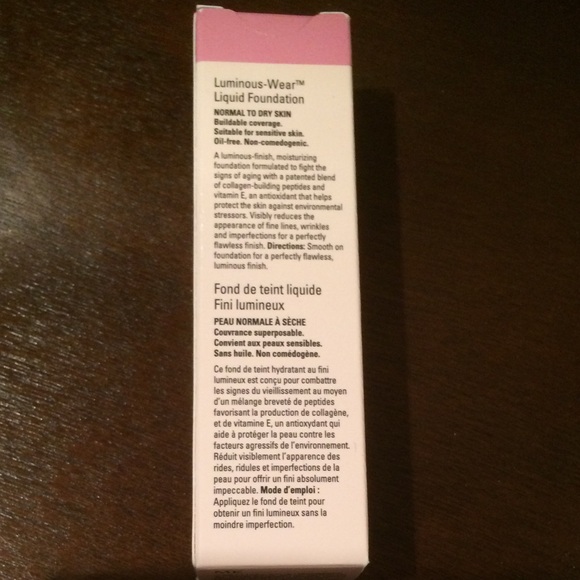 Luminous-Wear™
Liquid Foundation
NORMAL TO DRY SKIN
Buildable coverage.
Suitable for sensitive skin.
Oil-free. Non-comedogenic.
A luminous-finish, moisturizing
foundation formulated to fight the
signs of aging with a patented blend
of collagen-building peptides and
vitamin E, an antioxidant that helps
protect the skin against environmental
stressors. Visibly reduces the
appearance of fine lines, wrinkles
and imperfections for a perfectly
flawless finish. Directions: Smooth on
foundation for a perfectly flawless,
luminous finish.
Fond de teint liquide
Fini lumineux
PEAU NORMALE À SÈCHE
Couvrance superposable.
Convient aux peaux sensibles.
Sans huile. Non comédogène.
Ce fond de teint hydratant au fini
lumineux est conçu pour combattre
les signes du vieillissement au moyen
d'un mélange breveté de peptides
favorisant la production de collagène,
et de vitamine E, un antioxydant qui
aide à protéger la peau contre les
facteurs agressifs de l'environnement.
Réduit visiblement l'apparence des
rides, ridules et imperfections de la
peau pour offrir un fini absolument
impeccable. Mode d'emploi :
Appliquez le fond de teint pour
obtenir un fini lumineux sans la
moindre imperfection.